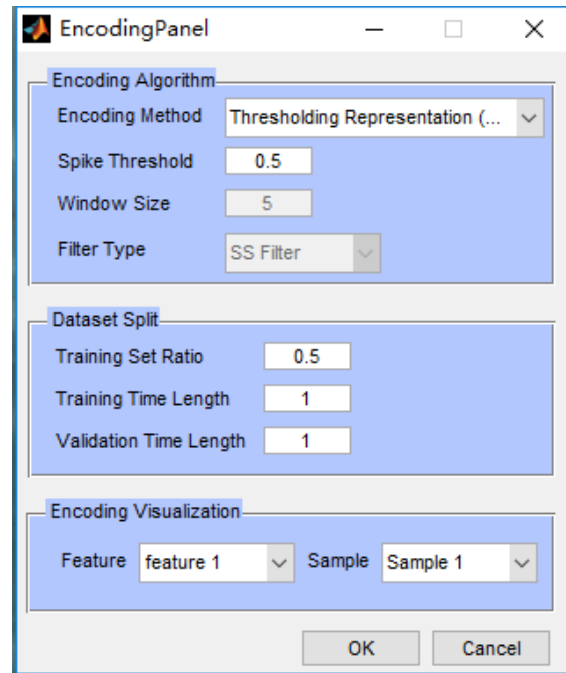 EncodingPanel
Encoding Algorithm
Encoding Method Thresholding Representation (...
Spike Threshold 0.5
Window Size 5
Filter Type SS Filter
Dataset Split
Training Set Ratio 0.5
Training Time Length 1
Validation Time Length 1
Encoding Visualization
Feature feature 1 Sample Sample 1
OK Cancel